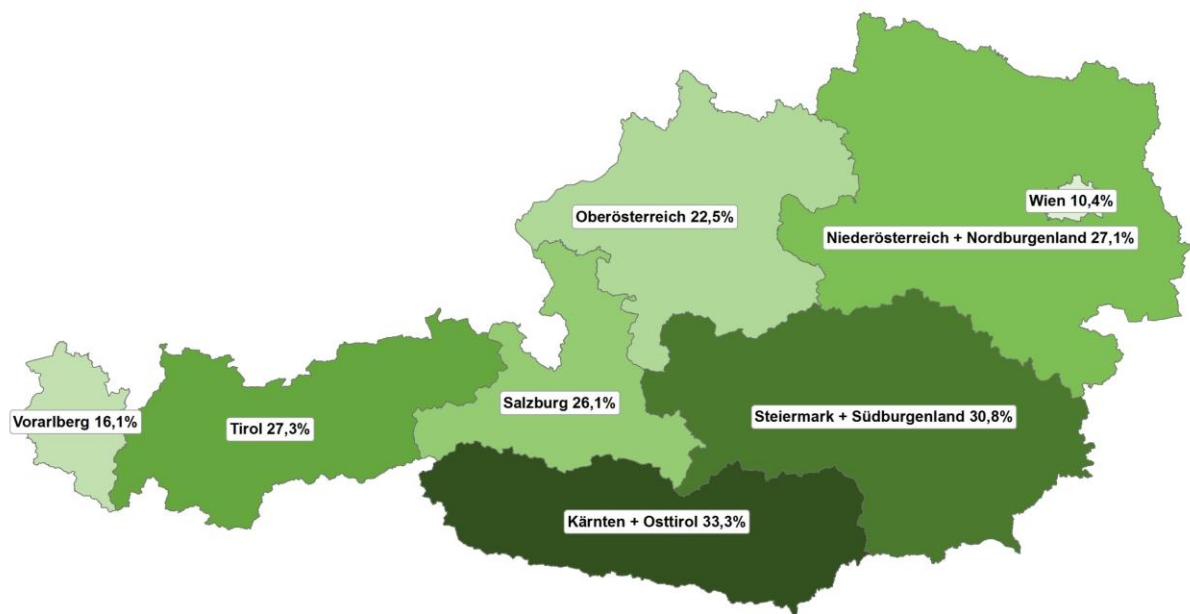 Oberösterreich 22,5%
Wien 10,4%
Niederösterreich + Nordburgenland 27,1%
Vorarlberg 16,1%
Tirol 27,3%
Salzburg 26,1%
Steiermark + Südburgenland 30,8%
Kärnten + Osttirol 33,3%